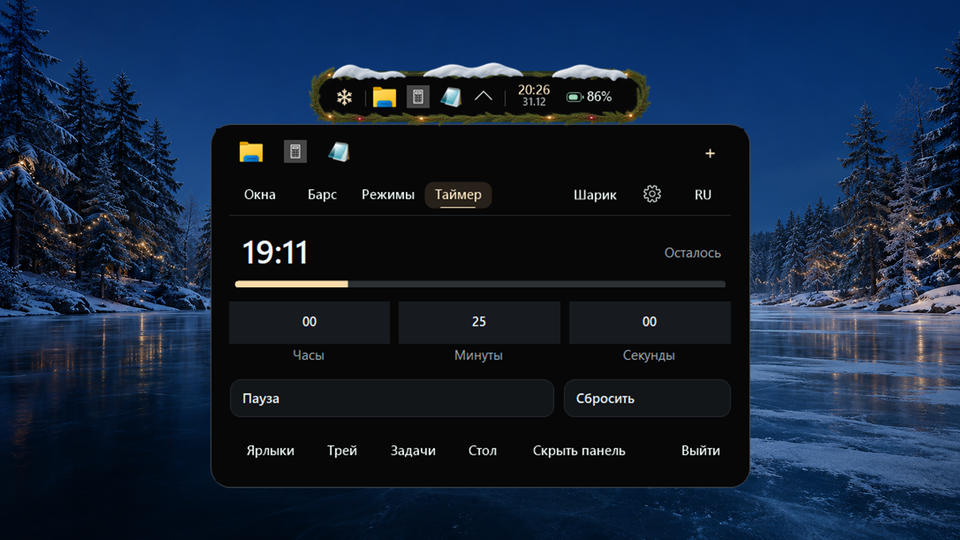 20:26
31.12
86%
+
Окна Барс Режимы Таймер Шарик RU
19:11 Осталось
00 25 00
Часы Минуты Секунды
Пауза Сбросить
Ярлыки Трей Задачи Стол Скрыть панель Выйти